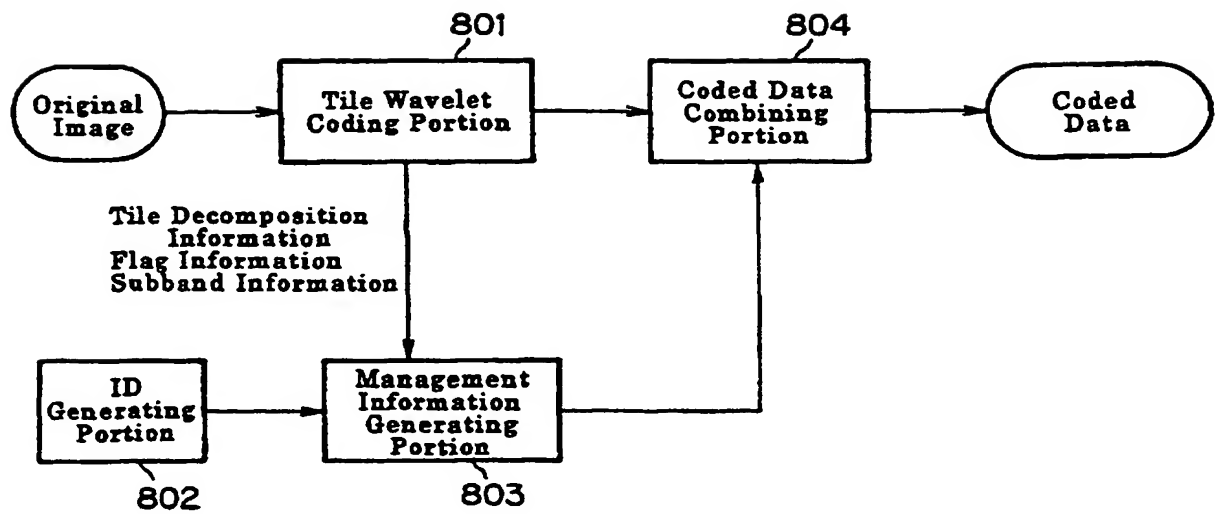 801
804
Original
Image
Tile Wavelet
Coding Portion
Coded Data
Combining
Portion
Coded
Data
Tile Decomposition
Information
Flag Information
Subband Information
ID
Generating
Portion
Management
Information
Generating
Portion
802
803